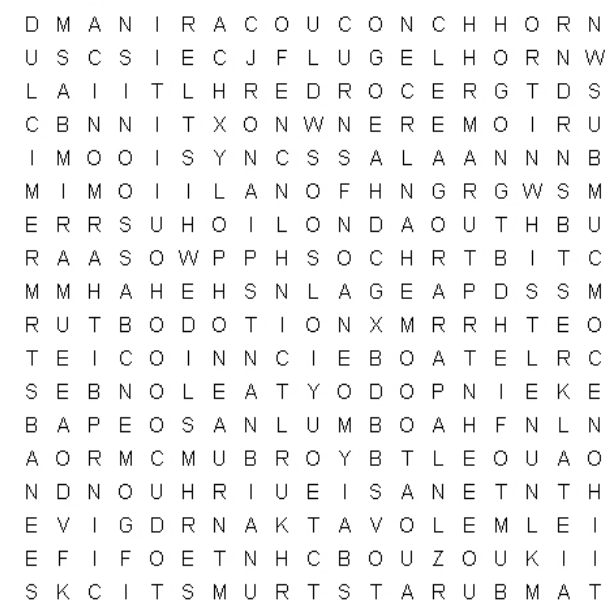 D M A N I R A C O U C O N C H H O R N
U S C S I E C J F L U G E L H O R N W
L A I I T L H R E D R O C E R G T D S
C B N N I T X O N W N E R E M O I R U
I M O O I S Y N C S S A L A A N N N B
M I M O I I L A N O F H N G R G W S M
E R R S U H O I L O N D A O U T H B U
R A A S O W P P H S O C H R T B I T C
M M H A H E H S N L A G E A P D S S M
R U T B O D O T I O N X M R R H T E O
T E I C O I N N C I E B O A T E L R C
S E B N O L E A T Y O D O P N I E K E
B A P E O S A N L U M B O A H F N L N
A O R M C M U B R O Y B T L E O U A O
N D N O U H R I U E I S A N E T N T H
E V I G D R N A K T A V O L E M L E I
E F I F O E T N H C B O U Z O U K I I
S K C I T S M U R T S T A R U B M A T